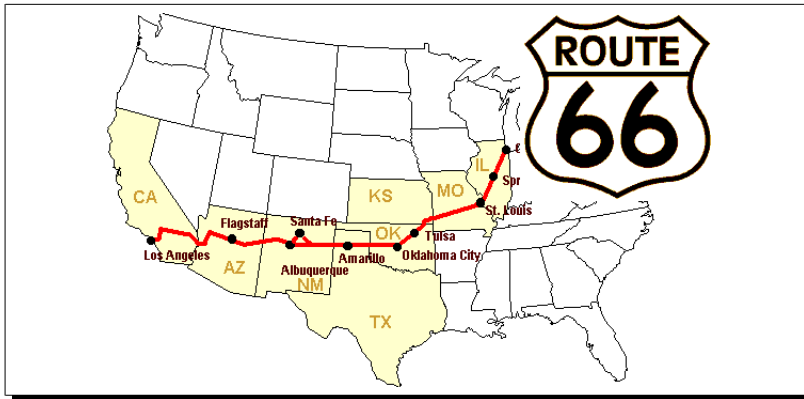 ROUTE
66
IL
Spr
CA
KS
MO
St. Louis
Flagstaff
Santa Fe
OK
Tulsa
Los Angeles
AZ
Albuquerque
NM
Amarillo
Oklahoma City
TX